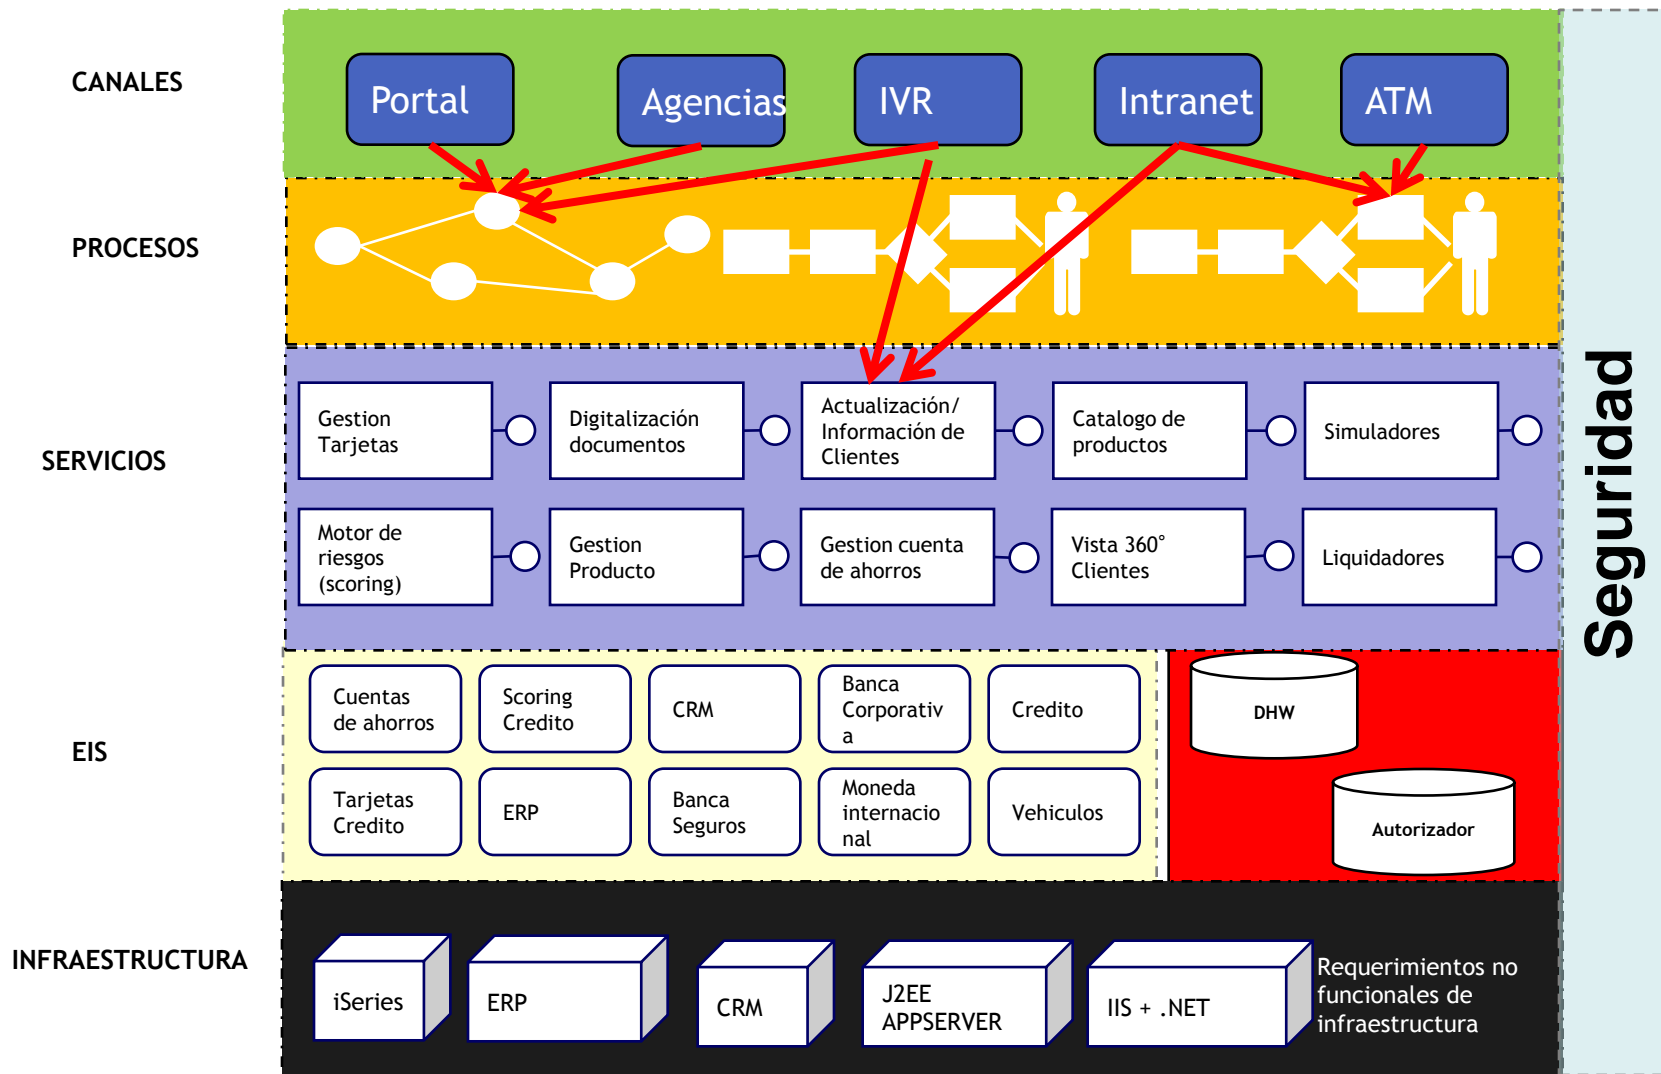 CANALES
Portal
Agencias
IVR
Intranet
ATM
PROCESOS
SERVICIOS
Gestion
Tarjetas
Digitalización
documentos
Actualización/
Información de
Clientes
Catalogo de
productos
Simuladores
Motor de
riesgos
(scoring)
Gestion
Producto
Gestion cuenta
de ahorros
Vista 360°
Clientes
Liquidadores
EIS
Cuentas
de ahorros
Scoring
Credito
CRM
Banca
Corporativ
a
Credito
Tarjetas
Credito
ERP
Banca
Seguros
Moneda
internacio
nal
Vehiculos
DHW
Autorizador
INFRAESTRUCTURA
iSeries
ERP
CRM
J2EE
APPSERVER
IIS + .NET
Requerimientos no
funcionales de
infraestructura
Seguridad